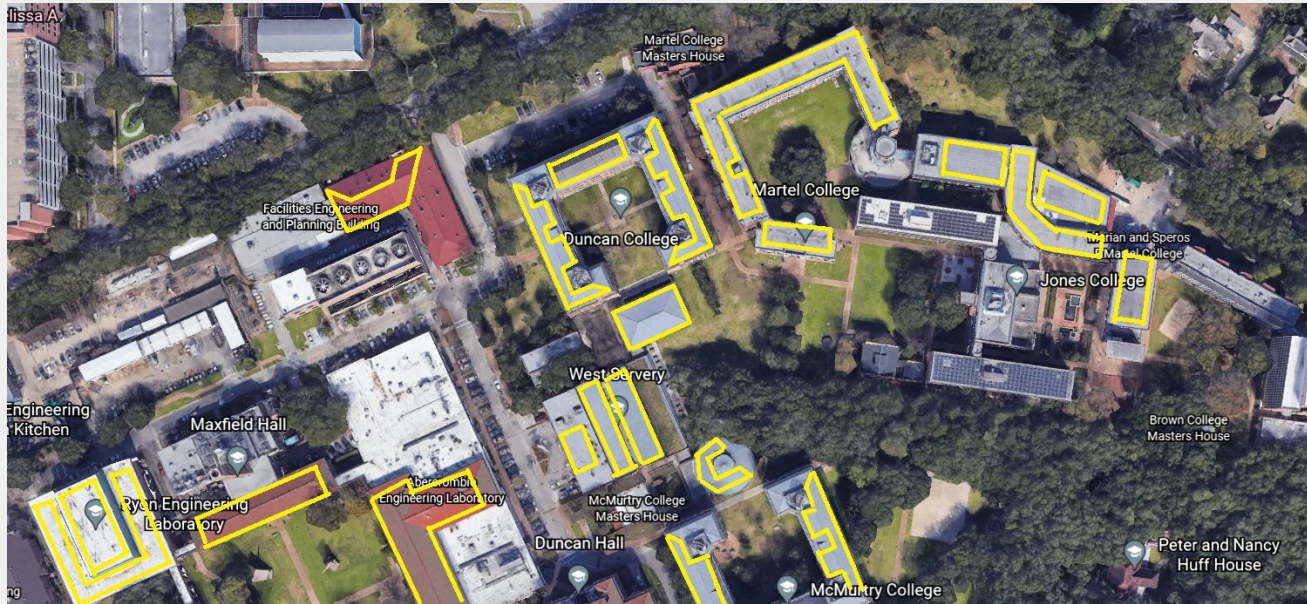 lissa A
Martel College
Masters House
Martel College
Facilities Engineering
and Planning Building
Duncan College
Marian and Speros
Martel College
Jones College
West Servery
Engineering
Kitchen
Maxfield Hall
Brown College
Masters House
Abercrombie
Engineering Laboratory
Ryon Engineering
Laboratory
McMurtry College
Masters House
Duncan Hall
Peter and Nancy
Huff House
McMurtry College
ng